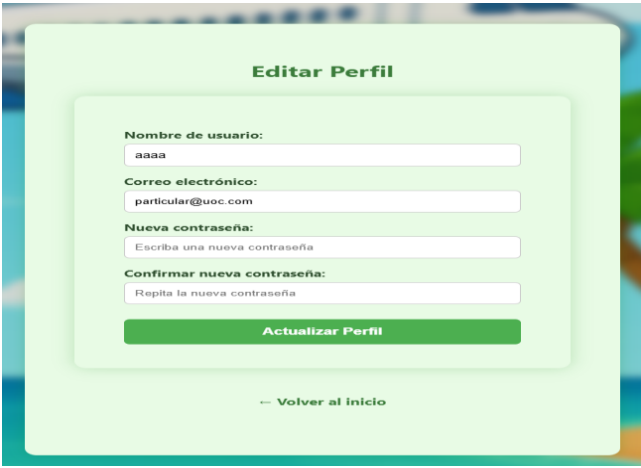 Editar Perfil
Nombre de usuario:
aaaa
Correo electrónico:
particular@uoc.com
Nueva contraseña:
Escriba una nueva contraseña
Confirmar nueva contraseña:
Repita la nueva contraseña
Actualizar Perfil
← Volver al inicio